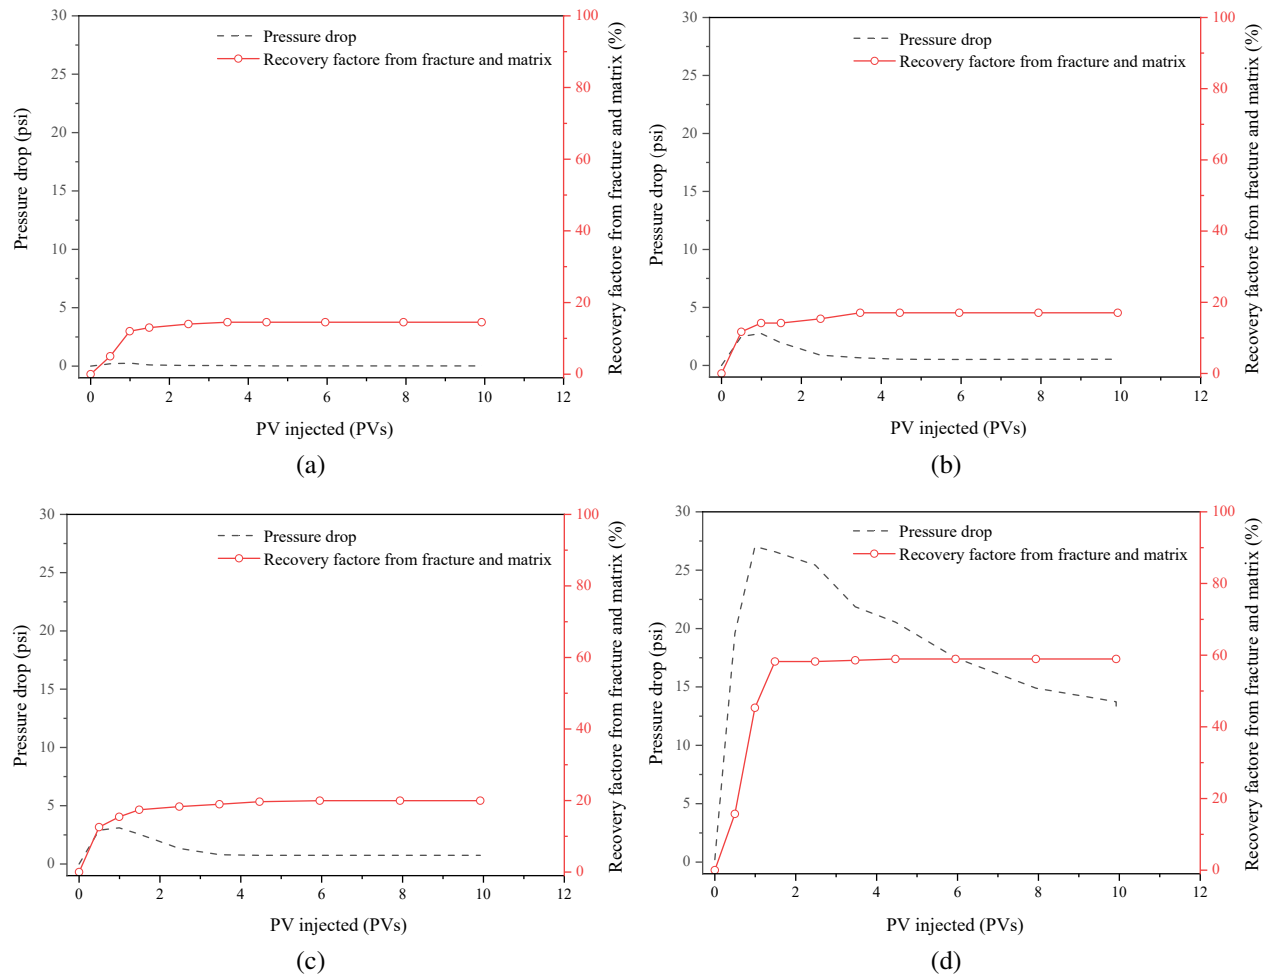 Pressure drop
Recovery factore from fracture and matrix
30
25
20
15
10
5
0
Pressure drop (psi)
100
80
60
40
20
0
Recovery factore from fracture and matrix (%)
0 2 4 6 8 10 12
PV injected (PVs)
(a)
Pressure drop
Recovery factore from fracture and matrix
30
25
20
15
10
5
0
Pressure drop (psi)
100
80
60
40
20
0
Recovery factore from fracture and matrix (%)
0 2 4 6 8 10 12
PV injected (PVs)
(b)
Pressure drop
Recovery factore from fracture and matrix
30
25
20
15
10
5
0
Pressure drop (psi)
100
80
60
40
20
0
Recovery factore from fracture and matrix (%)
0 2 4 6 8 10 12
PV injected (PVs)
(c)
Pressure drop
Recovery factore from fracture and matrix
30
25
20
15
10
5
0
Pressure drop (psi)
100
80
60
40
20
0
Recovery factore from fracture and matrix (%)
0 2 4 6 8 10 12
PV injected (PVs)
(d)